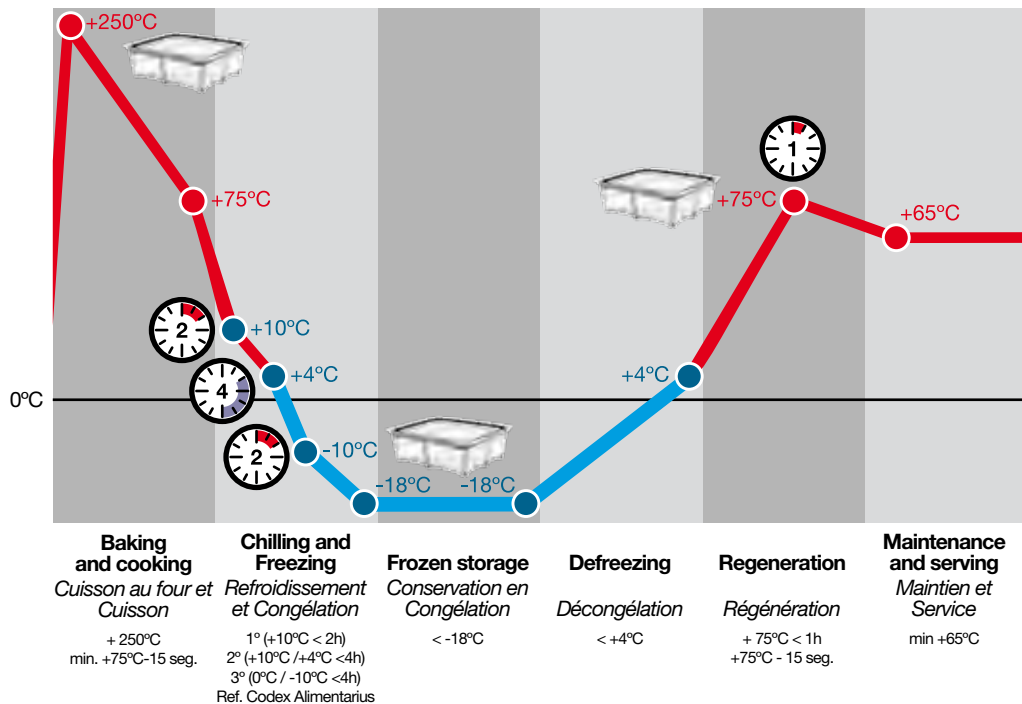 +250ºC
+75ºC
2
+10ºC
4
+4ºC
0ºC
2
-10ºC
-18ºC
-18ºC
+4ºC
+75ºC
1
+65ºC
Baking
and cooking
Cuisson au four et
Cuisson
+ 250ºC
min. +75ºC-15 seg.
Chilling and
Freezing
Refroidissement
et Congélation
1º (+10ºC < 2h)
2º (+10ºC /+4ºC <4h)
3º (0ºC / -10ºC <4h)
Ref. Codex Alimentarius
Frozen storage
Conservation en
Congélation
< -18ºC
Defreezing
Décongélation
< +4ºC
Regeneration
Régénération
+ 75ºC < 1h
+75ºC - 15 seg.
Maintenance
and serving
Maintien et
Service
min +65ºC